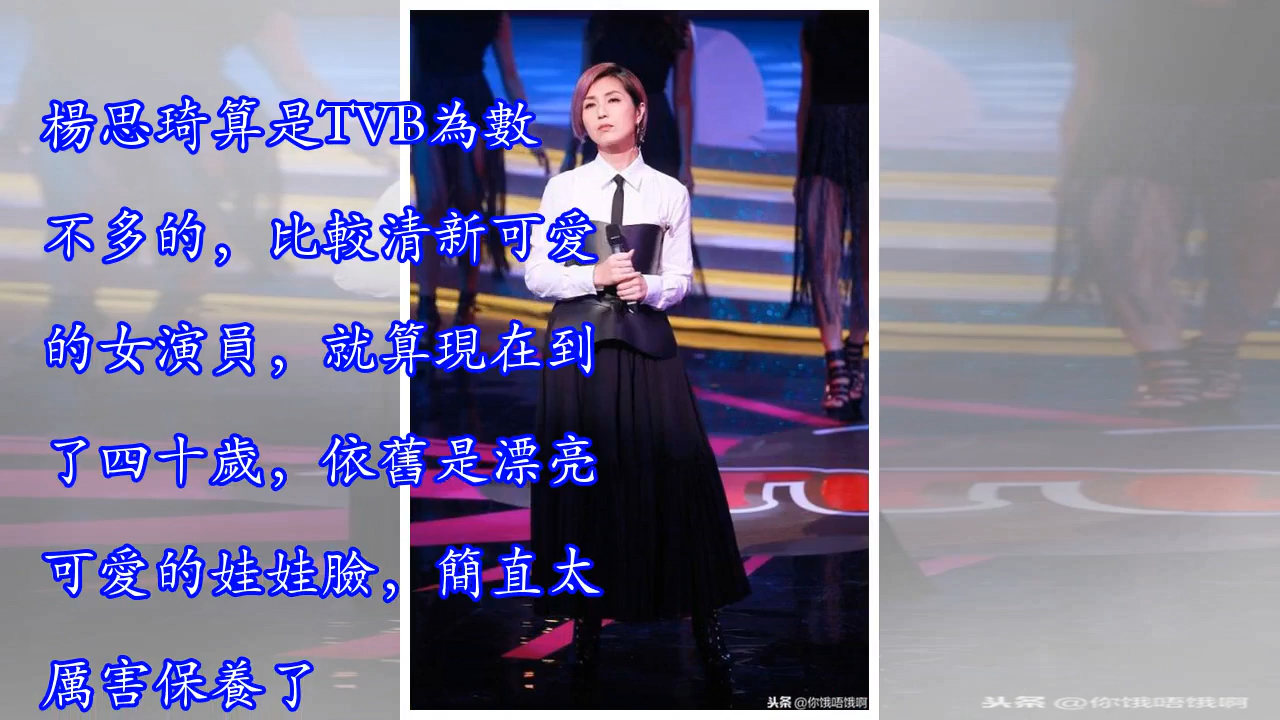 楊思琦算是TVB為數
不多的，比較清新可愛
的女演員，就算現在到
了四十歲，依舊是漂亮
可愛的娃娃臉，簡直太
厲害保養了
头条 @你饿唔饿啊
头条 @你饿唔饿啊